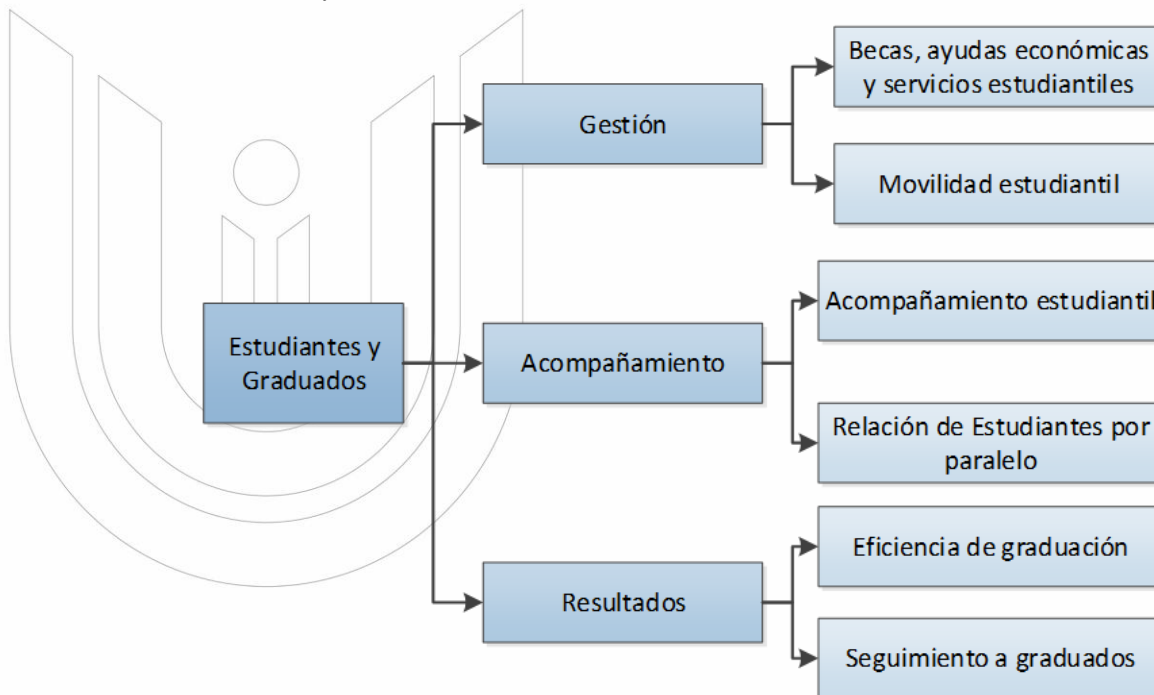 Becas, ayudas económicas
y servicios estudiantiles
Gestión
Movilidad estudiantil
Acompañamiento estudiantil
Estudiantes y
Graduados
Acompañamiento
Relación de Estudiantes por
paralelo
Eficiencia de graduación
Resultados
Seguimiento a graduados